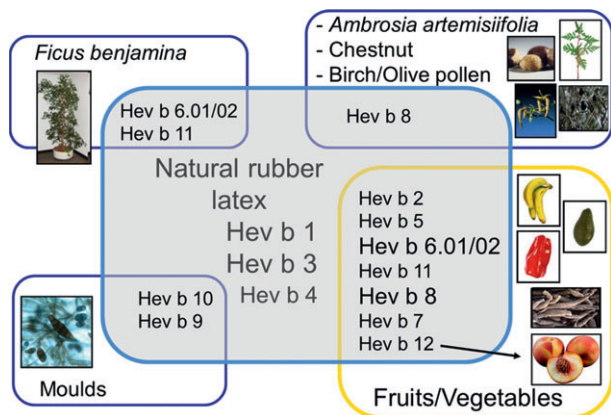 Ficus benjamina
Hev b 6.01/02
Hev b 11
- Ambrosia artemisiifolia
- Chestnut
- Birch/Olive pollen
Hev b 8
Natural rubber
latex
Hev b 1
Hev b 3
Hev b 4
Hev b 2
Hev b 5
Hev b 6.01/02
Hev b 11
Hev b 8
Hev b 7
Hev b 12
Fruits/Vegetables
Hev b 10
Hev b 9
Moulds